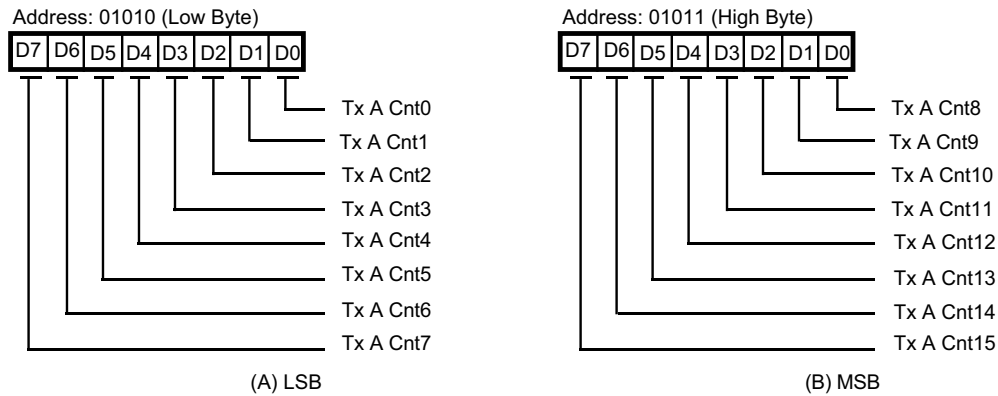 Address: 01010 (Low Byte)
D7 D6 D5 D4 D3 D2 D1 D0
Tx A Cnt0
Tx A Cnt1
Tx A Cnt2
Tx A Cnt3
Tx A Cnt4
Tx A Cnt5
Tx A Cnt6
Tx A Cnt7
(A) LSB
Address: 01011 (High Byte)
D7 D6 D5 D4 D3 D2 D1 D0
Tx A Cnt8
Tx A Cnt9
Tx A Cnt10
Tx A Cnt11
Tx A Cnt12
Tx A Cnt13
Tx A Cnt14
Tx A Cnt15
(B) MSB